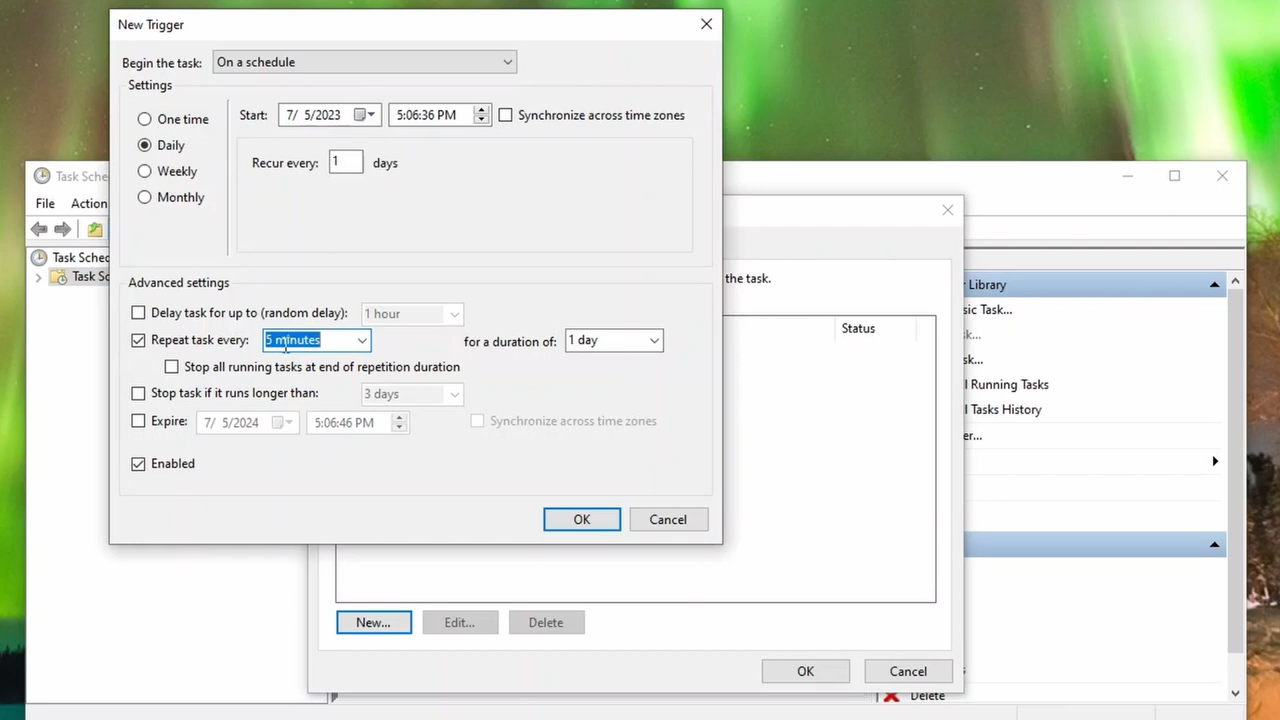 New Trigger
Begin the task: On a schedule
Settings
One time
Daily
Weekly
Monthly
Start: 7/ 5/2023 5:06:36 PM Synchronize across time zones
Recur every: 1 days
Advanced settings
Delay task for up to (random delay): 1 hour
Repeat task every: 5 minutes for a duration of: 1 day
Stop all running tasks at end of repetition duration
Stop task if it runs longer than: 3 days
Expire: 7/ 5/2024 5:06:46 PM Synchronize across time zones
Enabled
OK Cancel
Task Sched
File Action
Task Sched
Task Sc
the task.
Status
New... Edit... Delete
OK Cancel
Library
sic Task...
k...
sk...
l Running Tasks
l Tasks History
er...
Delete